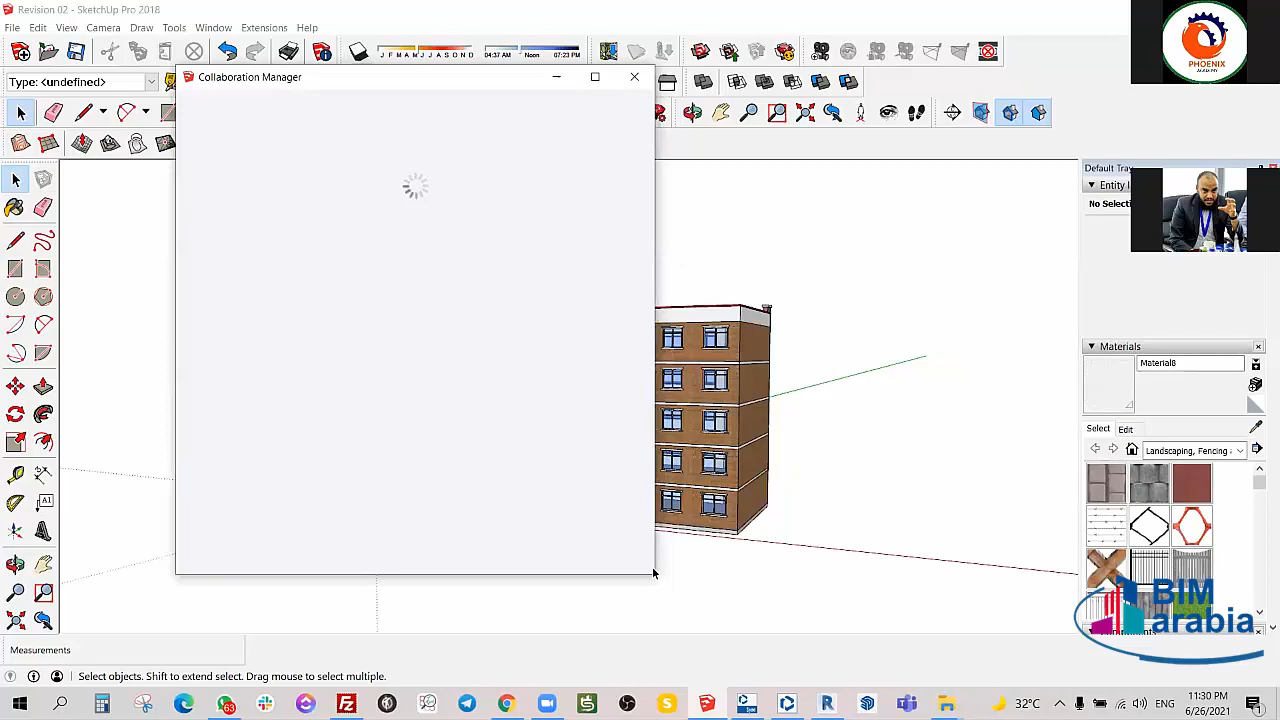 Revision 02 - SketchUp Pro 2018
File Edit View Camera Draw Tools Window Extensions Help
J F M A M J J A S O N D
04:37 AM Noon 07:23 PM
Type: <undefined>
Collaboration Manager
PHOENIX
Default Tray
Entity I
No Selecti
Materials
Material8
Select Edit
Landscaping, Fencing
BIM
arabia
Measurements
Select objects. Shift to extend select. Drag mouse to select multiple.
63
32°C
ENG
11:30 PM
6/26/2021